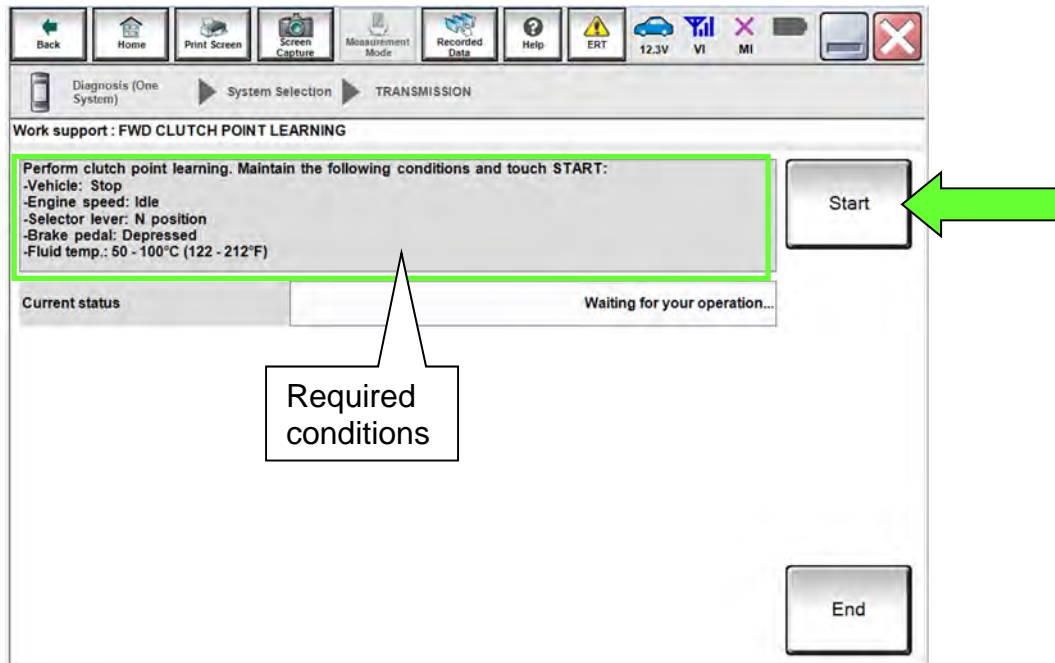 Back
Home
Print Screen
Screen
Capture
Measurement
Mode
Recorded
Data
Help
ERT
12.3V
VI
MI
Diagnosis (One
System)
System Selection
TRANSMISSION
Work support : FWD CLUTCH POINT LEARNING
Perform clutch point learning. Maintain the following conditions and touch START:
-Vehicle: Stop
-Engine speed: Idle
-Selector lever: N position
-Brake pedal: Depressed
-Fluid temp.: 50 - 100°C (122 - 212°F)
Start
Current status
Waiting for your operation...
Required
conditions
End